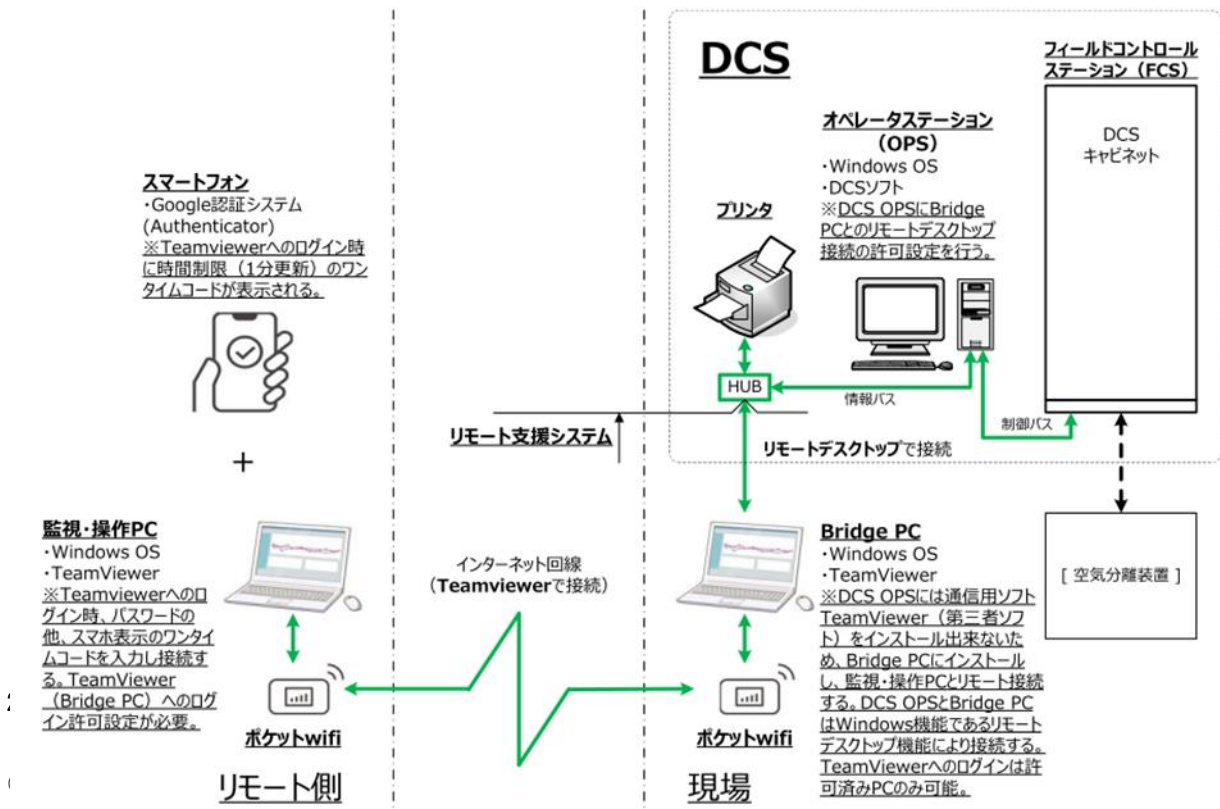 DCS
フィールドコントロール
ステーション（FCS）
DCS
キャビネット
オペレータステーション
（OPS）
・Windows OS
・DCSソフト
※DCS OPSにBridge
PCとのリモートデスクトップ
接続の許可設定を行う。
プリンタ
HUB
情報バス
制御バス
スマートフォン
・Google認証システム
(Authenticator)
※Teamviewerへのログイン時
に時間制限（1分更新）のワン
タイムコードが表示される。
リモート支援システム
リモートデスクトップで接続
+
監視・操作PC
・Windows OS
・TeamViewer
※Teamviewerへのロ
グイン時、パスワードの
他、スマホ表示のワンタイ
ムコードを入力し接続す
る。TeamViewer
（Bridge PC）へのログ
イン許可設定が必要。
ポケットwifi
リモート側
インターネット回線
（Teamviewerで接続）
Bridge PC
・Windows OS
・TeamViewer
※DCS OPSには通信用ソフト
TeamViewer（第三者ソフ
ト）をインストール出来ないた
め、Bridge PCにインストール
し、監視・操作PCとリモート接続
する。DCS OPSとBridge PC
はWindows機能であるリモート
デスクトップ機能により接続する。
TeamViewerへのログインは許
可済みPCのみ可能。
ポケットwifi
現場
[ 空気分離装置 ]